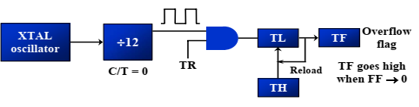 XTAL
oscillator
÷12
C/T = 0
TR
TL
TH
Reload
TF
Overflow
flag
TF goes high
when FF → 0